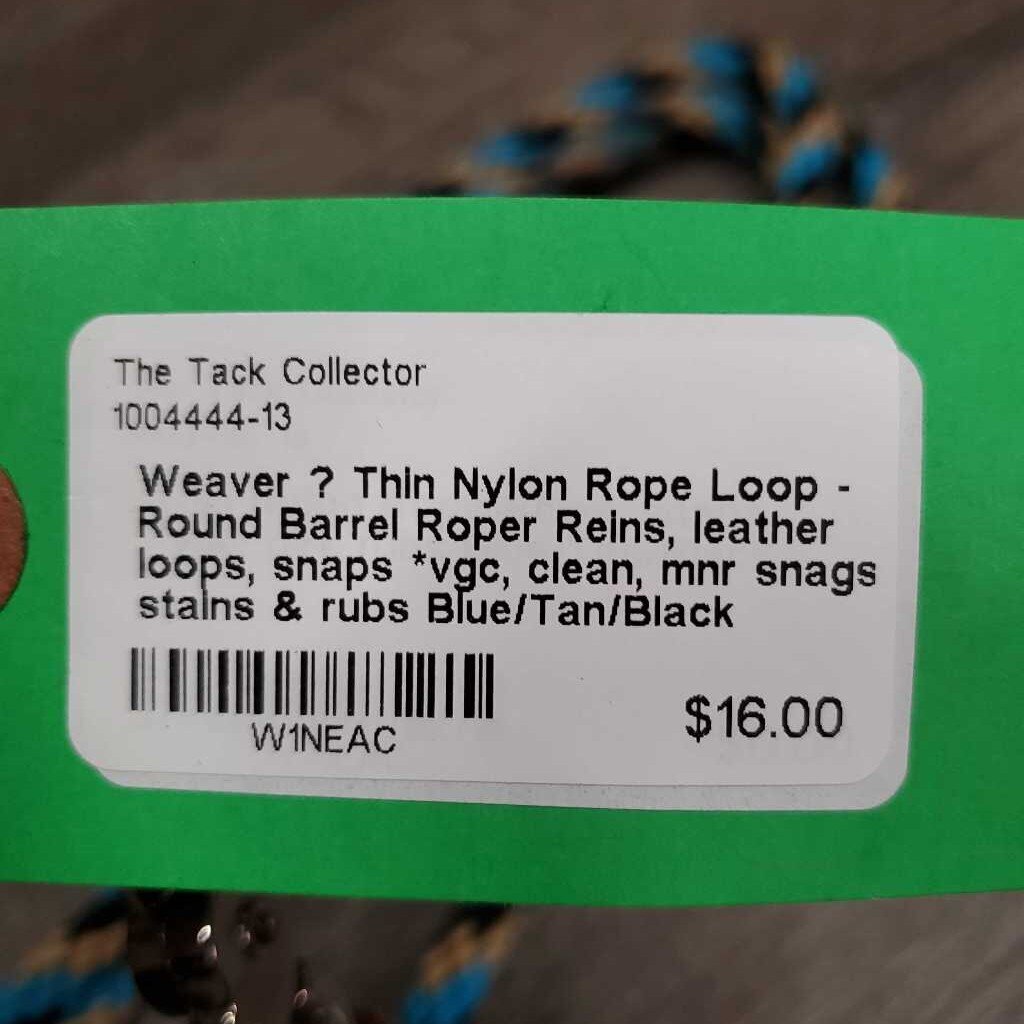 The Tack Collector
1004444-13
Weaver ? Thin Nylon Rope Loop -
Round Barrel Roper Reins, leather
loops, snaps *vgc, clean, mnr snags
stains & rubs Blue/Tan/Black
W1NEAC
$16.00